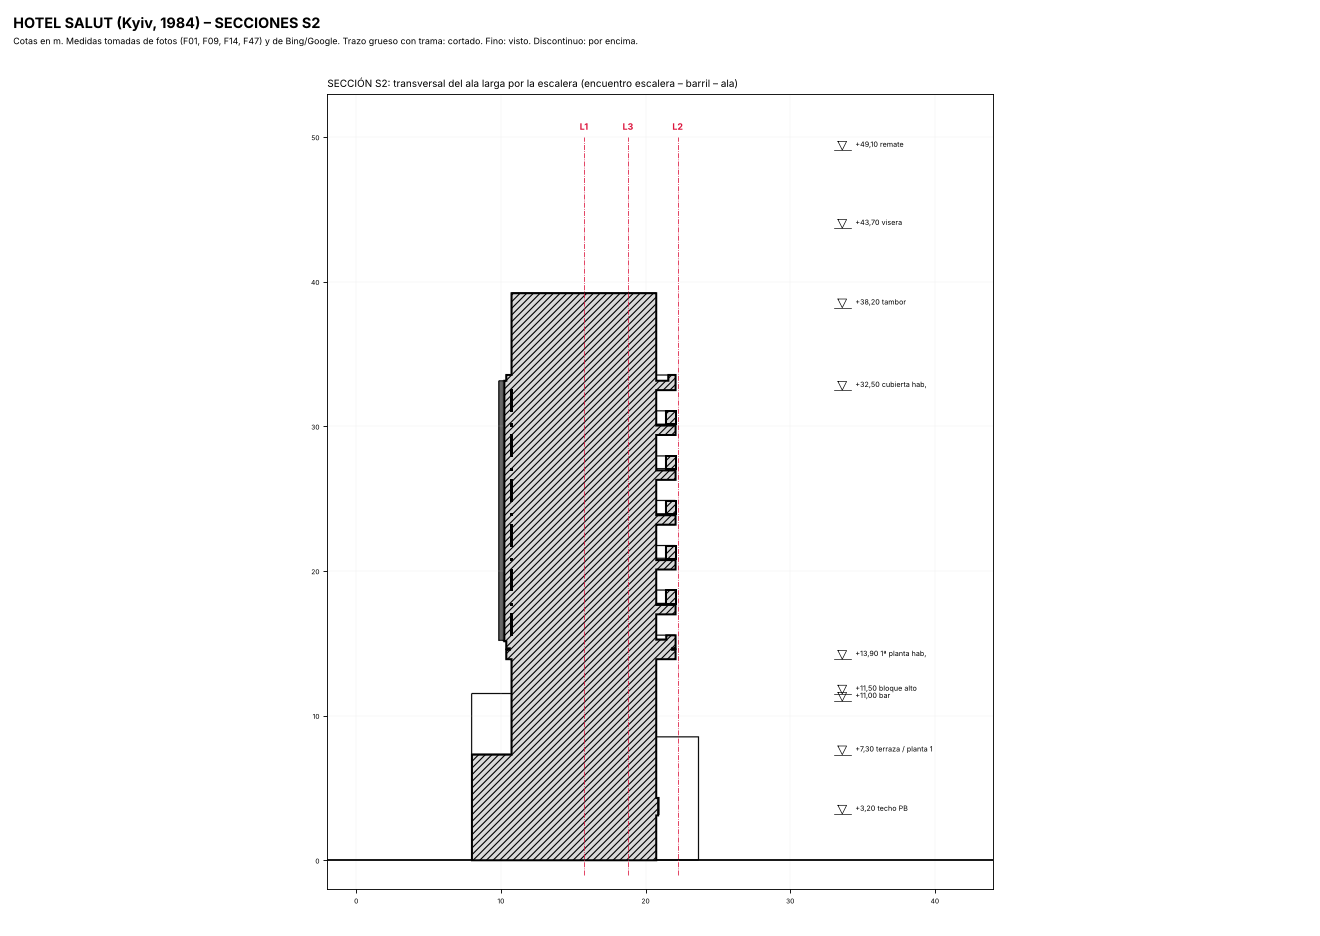 HOTEL SALUT (Kyiv, 1984) – SECCIONES S2
Cotas en m. Medidas tomadas de fotos (F01, F09, F14, F47) y de Bing/Google. Trazo grueso con trama: cortado. Fino: visto. Discontinuo: por encima.
SECCIÓN S2: transversal del ala larga por la escalera (encuentro escalera – barril – ala)
L1 L3 L2
50
+49,10 remate
+43,70 visera
40
+38,20 tambor
+32,50 cubierta hab,
30
20
+13,90 1ª planta hab,
+11,50 bloque alto
+11,00 bar
10
+7,30 terraza / planta 1
+3,20 techo PB
0
0 10 20 30 40